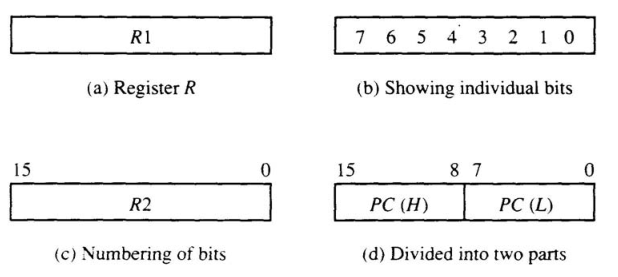 R1
7 6 5 4 3 2 1 0
(a) Register R
(b) Showing individual bits
15 0
15 8 7 0
R2
PC (H) PC (L)
(c) Numbering of bits
(d) Divided into two parts